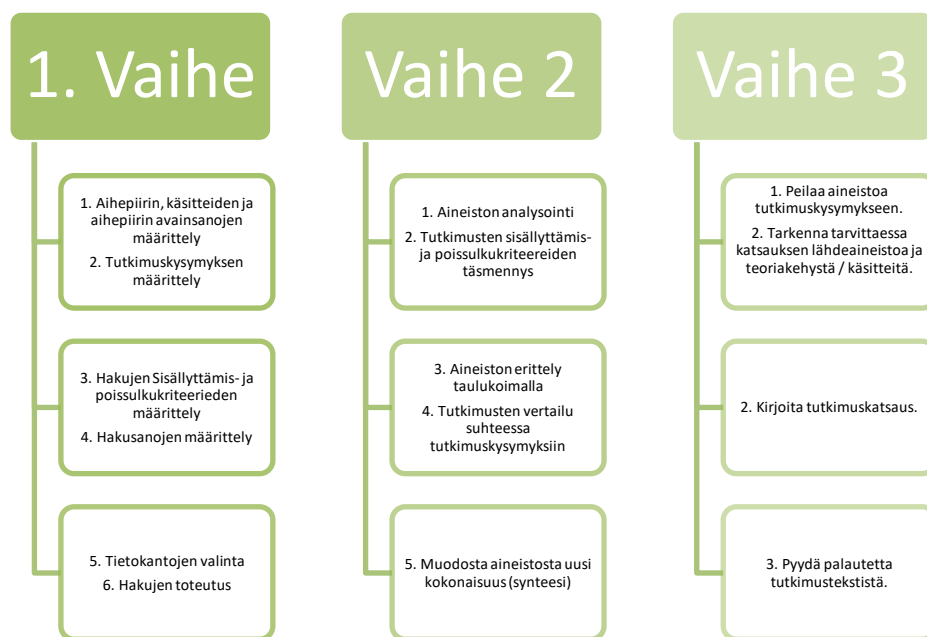 1. Vaihe
1. Aihepiirin, käsitteiden ja
aihepiirin avainsanojen
määrittely
2. Tutkimuskysymyksen
määrittely
3. Hakujen Sisällyttämis- ja
poissulkukriteerieden
määrittely
4. Hakusanojen määrittely
5. Tietokantojen valinta
6. Hakujen toteutus
Vaihe 2
1. Aineiston analysointi
2. Tutkimusten sisällyttämis-
ja poissulkukriteereiden
täsmennys
3. Aineiston erittely
taulukoimalla
4. Tutkimusten vertailu
suhteessa
tutkimuskysymyksiin
5. Muodosta aineistosta uusi
kokonaisuus (synteesi)
Vaihe 3
1. Peilaa aineistoa
tutkimuskysymykseen.
2. Tarkenna tarvittaessa
katsauksen lähdeaineistoa ja
teoriakehystä / käsitteitä.
2. Kirjoita tutkimuskatsaus.
3. Pyydä palautetta
tutkimustekstistä.